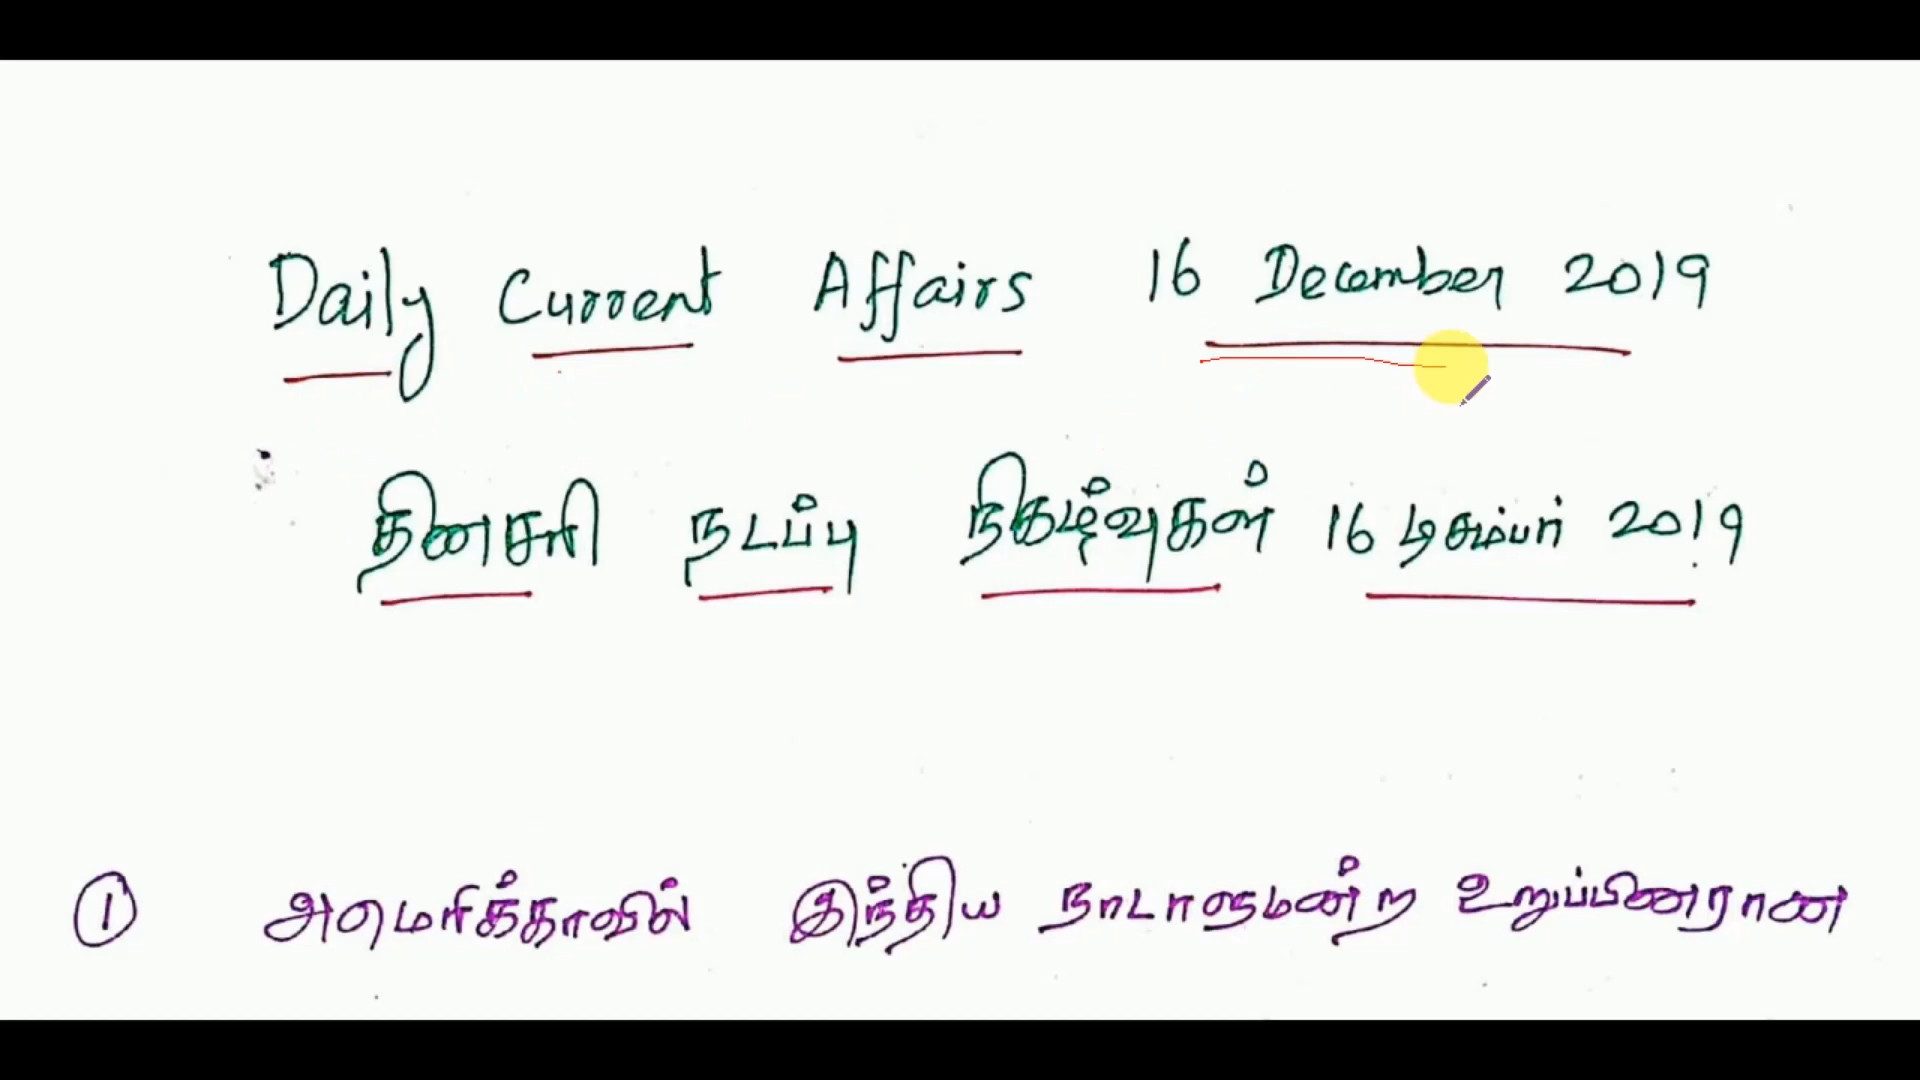 Daily Current Affairs 16 December 2019
தினசரி நடப்பு நிகழ்வுகள் 16 டிசம்பர் 2019
① அமெரிக்காவில் இந்திய நாடாளுமன்ற உறுப்பினரான